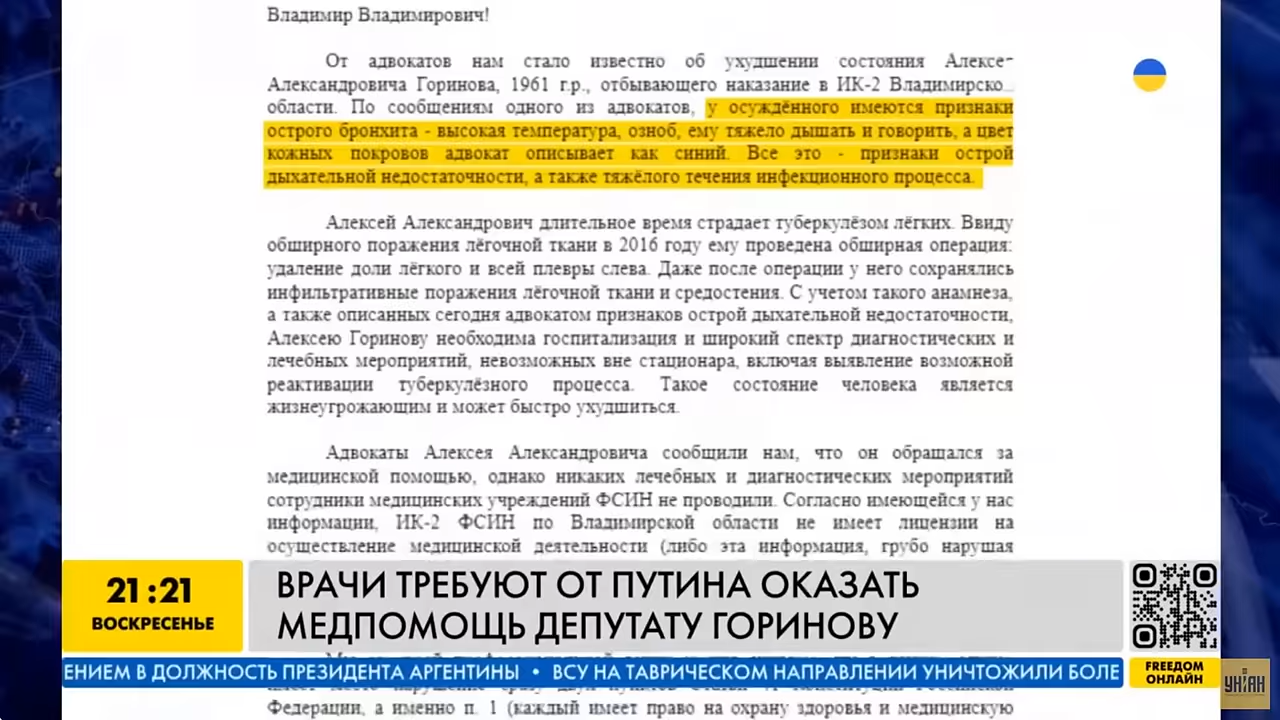 Владимир Владимирович!
От адвокатов нам стало известно об ухудшении состояния Алексе
Александровича Горинова, 1961 г.р., отбывающего наказание в ИК-2 Владимирско
области. По сообщениям одного из адвокатов, у осуждённого имеются признаки
острого бронхита - высокая температура, озноб, ему тяжело дышать и говорить, а цвет
кожных покровов адвокат описывает как синий. Все это - признаки острой
дыхательной недостаточности, а также тяжёлого течения инфекционного процесса.
Алексей Александрович длительное время страдает туберкулёзом лёгких. Ввиду
обширного поражения лёгочной ткани в 2016 году ему проведена обширная операция:
удаление доли лёгкого и всей плевры слева. Даже после операции у него сохранялись
инфильтративные поражения лёгочной ткани и средостения. С учетом такого анамнеза,
а также описанных сегодня адвокатом признаков острой дыхательной недостаточности,
Алексею Горинову необходима госпитализация и широкий спектр диагностических и
лечебных мероприятий, невозможных вне стационара, включая выявление возможной
реактивации туберкулёзного процесса. Такое состояние человека является
жизнеугрожающим и может быстро ухудшиться.
Адвокаты Алексея Александровича сообщили нам, что он обращался за
медицинской помощью, однако никаких лечебных и диагностических мероприятий
сотрудники медицинских учреждений ФСИН не проводили. Согласно имеющейся у нас
информации, ИК-2 ФСИН по Владимирской области не имеет лицензии на
осуществление медицинской деятельности (либо эта информация, грубо нарушая
21:21
ВОСКРЕСЕНЬЕ
ВРАЧИ ТРЕБУЮТ ОТ ПУТИНА ОКАЗАТЬ
МЕДПОМОЩЬ ДЕПУТАТУ ГОРИНОВУ
ЕНИЕМ В ДОЛЖНОСТЬ ПРЕЗИДЕНТА АРГЕНТИНЫ • ВСУ НА ТАВРИЧЕСКОМ НАПРАВЛЕНИИ УНИЧТОЖИЛИ БОЛЕ
FREEDOM
ОНЛАЙН
УНІАН
Федерации, а именно п. 1 (каждый имеет право на охрану здоровья и медицинскую